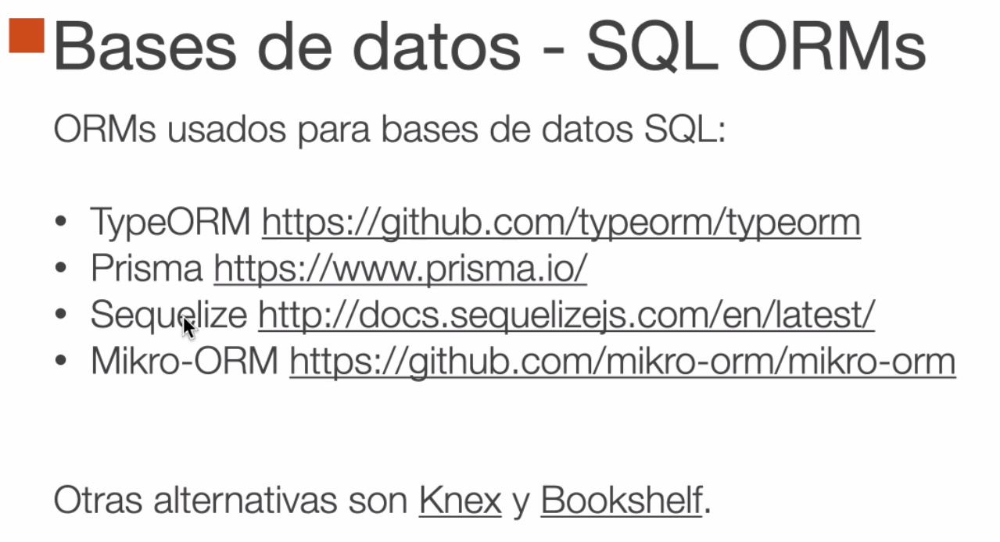 Bases de datos - SQL ORMs
ORMs usados para bases de datos SQL:
• TypeORM https://github.com/typeorm/typeorm
• Prisma https://www.prisma.io/
• Sequelize http://docs.sequelizejs.com/en/latest/
• Mikro-ORM https://github.com/mikro-orm/mikro-orm
Otras alternativas son Knex y Bookshelf.